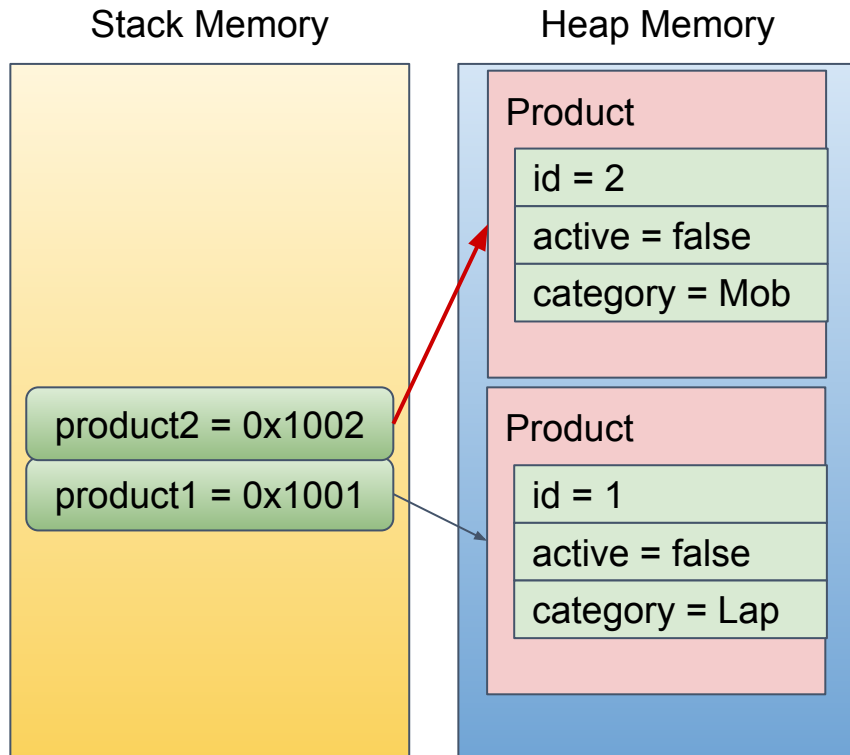 Stack Memory
product2 = 0x1002
product1 = 0x1001
Heap Memory
Product
id = 2
active = false
category = Mob
Product
id = 1
active = false
category = Lap